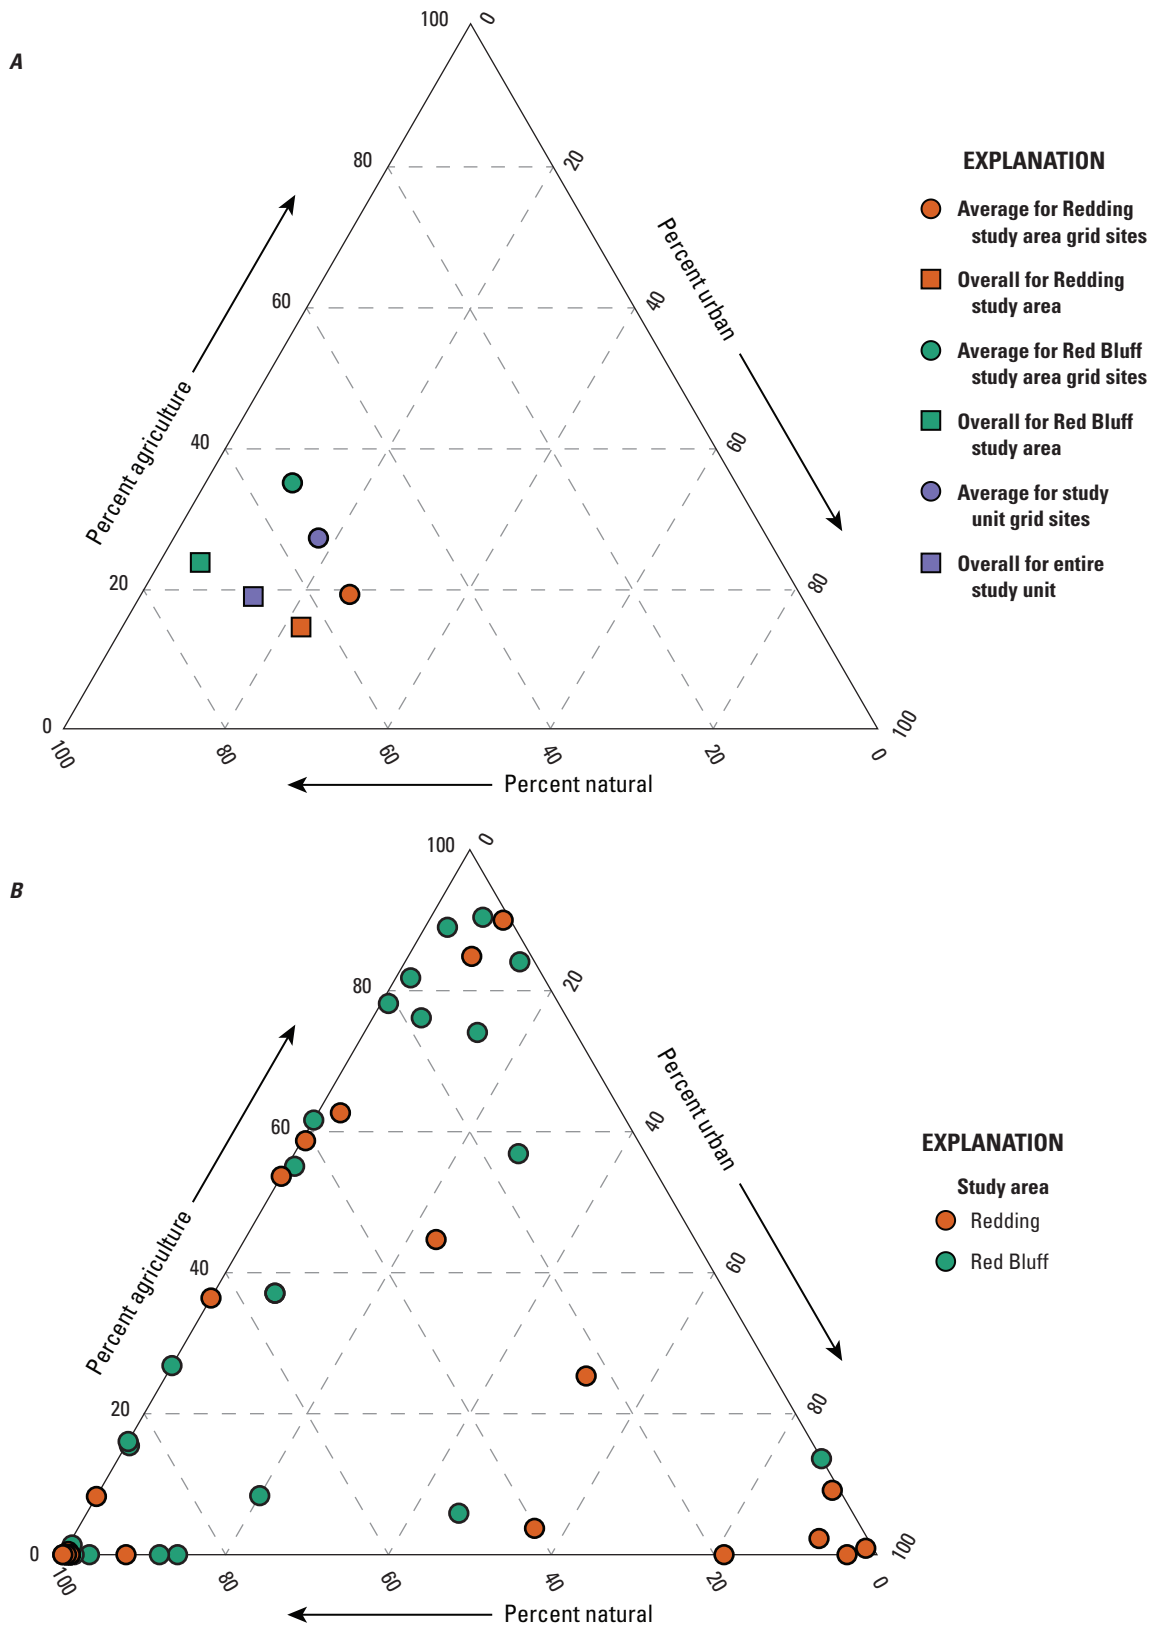 A
100
0
80
20
60
40
40
60
20
80
0
100
100
80
60
40
20
0
Percent agriculture
Percent urban
Percent natural
EXPLANATION
Average for Redding
study area grid sites
Overall for Redding
study area
Average for Red Bluff
study area grid sites
Overall for Red Bluff
study area
Average for study
unit grid sites
Overall for entire
study unit
B
100
0
80
20
60
40
40
60
20
80
0
100
100
80
60
40
20
0
Percent agriculture
Percent urban
Percent natural
EXPLANATION
Study area
Redding
Red Bluff